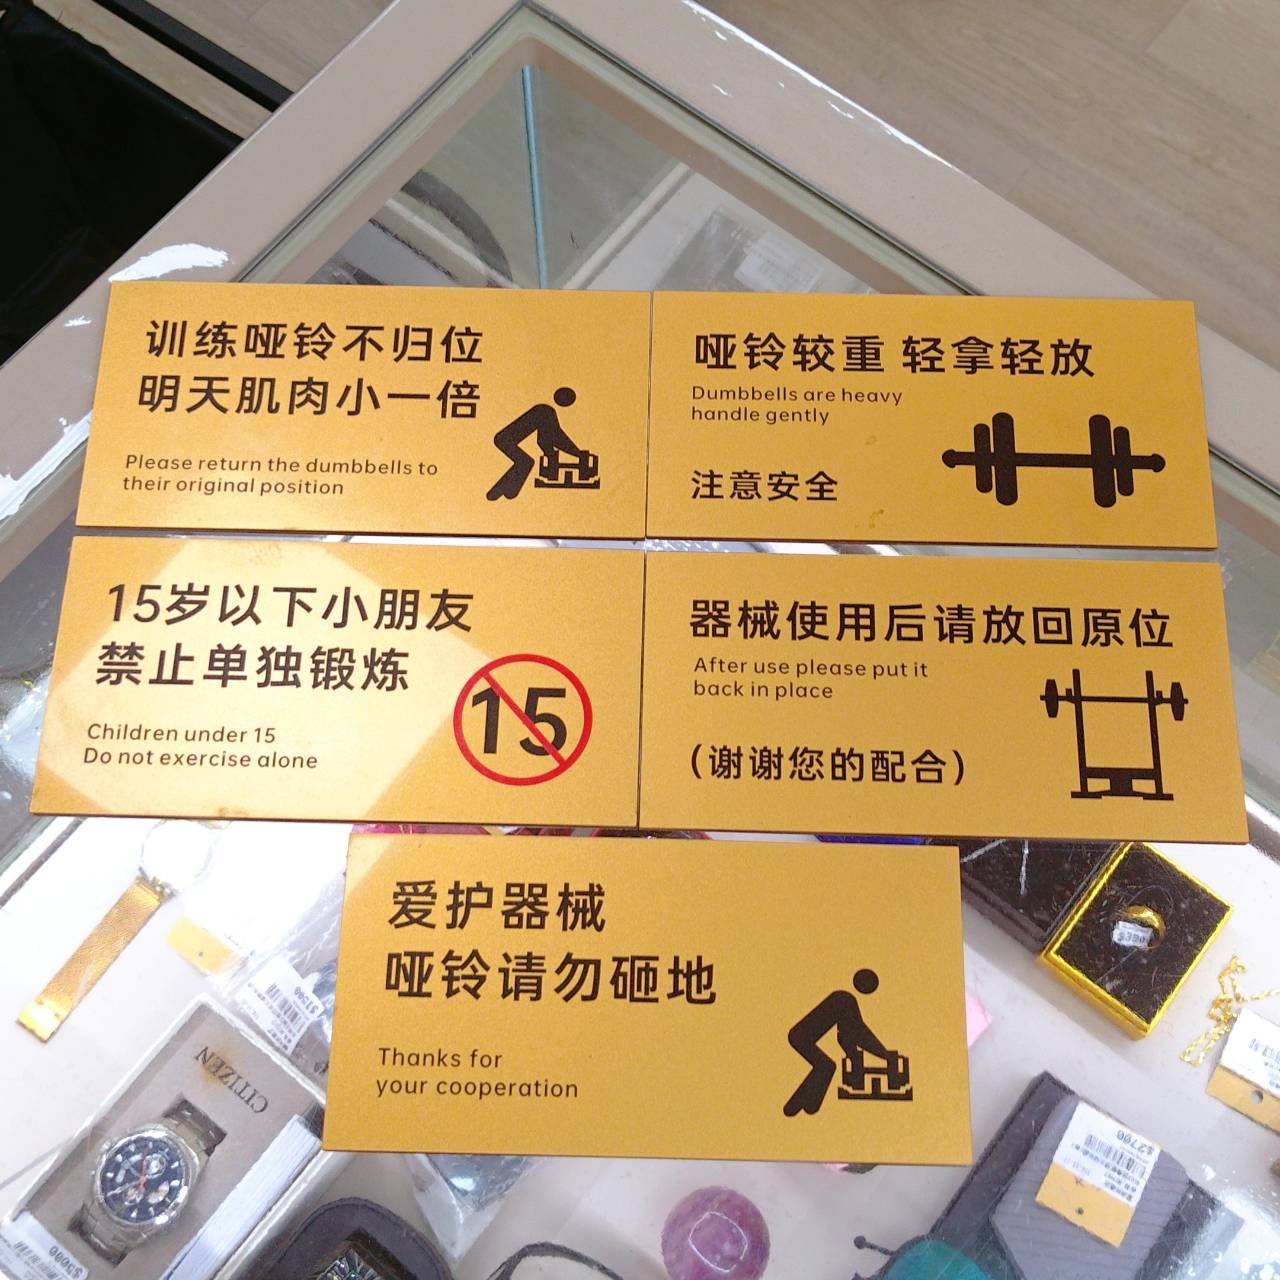 训练哑铃不归位
明天肌肉小一倍
Please return the dumbbells to
their original position
哑铃较重 轻拿轻放
Dumbbells are heavy
handle gently
注意安全
15岁以下小朋友
禁止单独锻炼
Children under 15
Do not exercise alone
15
器械使用后请放回原位
After use please put it
back in place
(谢谢您的配合)
爱护器械
哑铃请勿砸地
Thanks for
your cooperation
CITIZEN
$1500
$5000
$2700